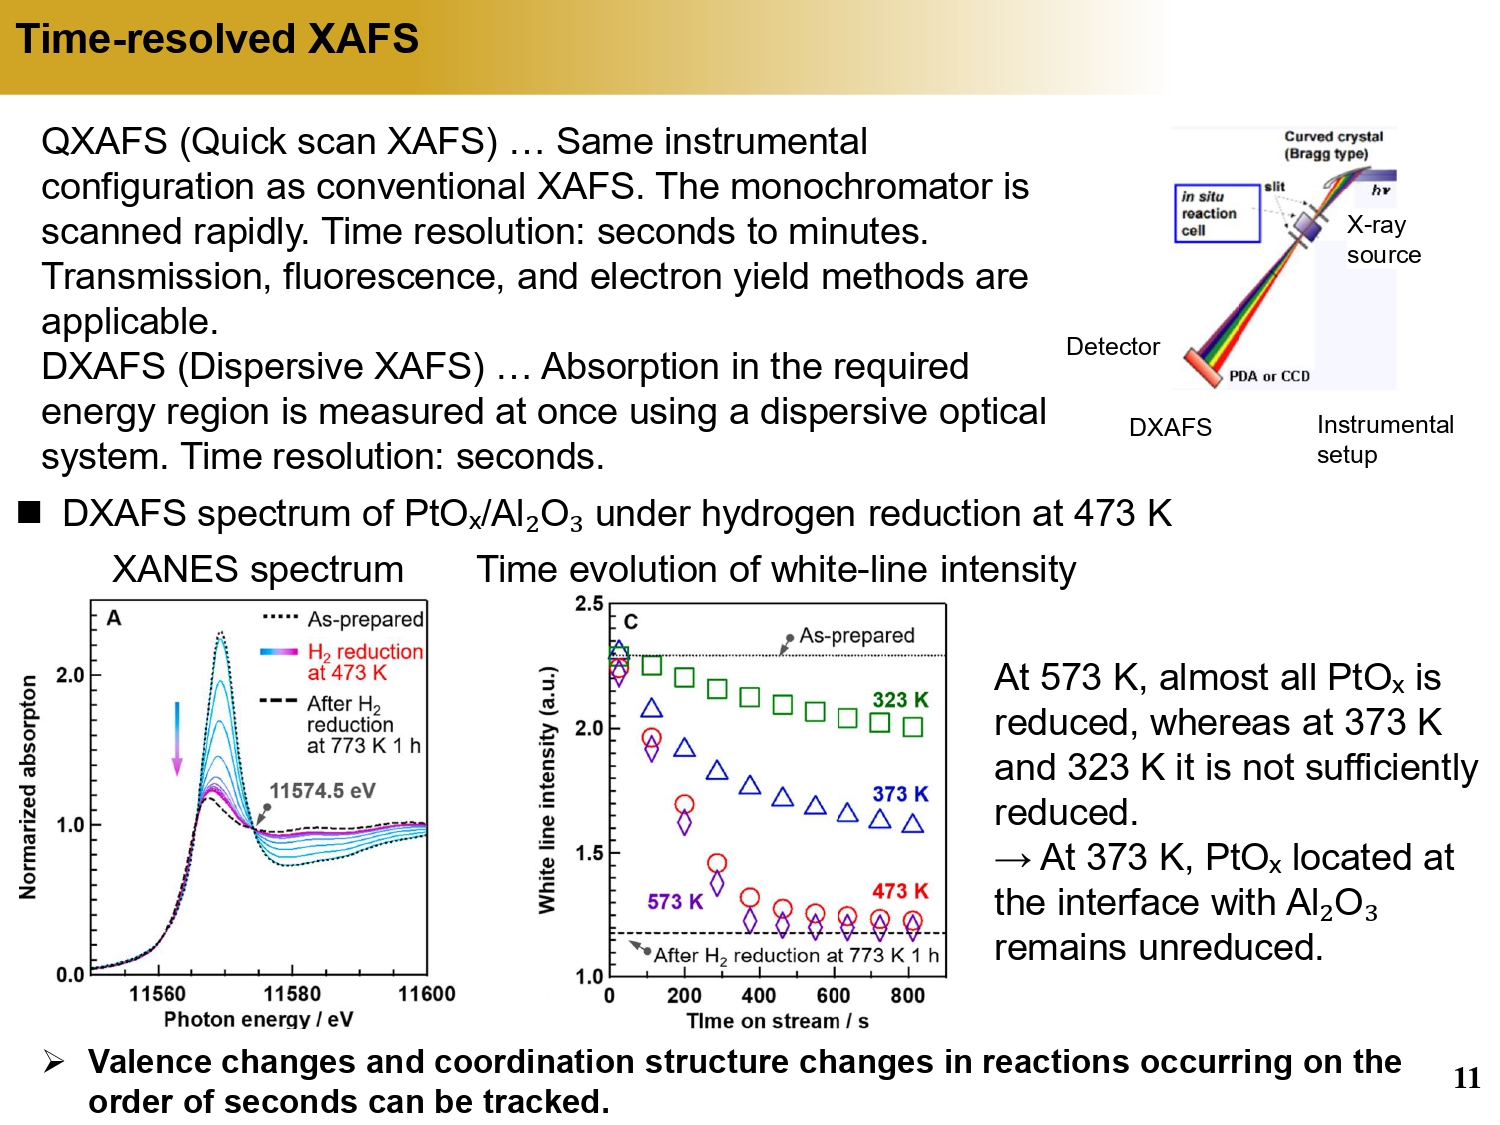 Time-resolved XAFS
QXAFS (Quick scan XAFS) … Same instrumental
configuration as conventional XAFS. The monochromator is
scanned rapidly. Time resolution: seconds to minutes.
Transmission, fluorescence, and electron yield methods are
applicable.
DXAFS (Dispersive XAFS) … Absorption in the required
energy region is measured at once using a dispersive optical
system. Time resolution: seconds.
Curved crystal
(Bragg type)
hν
slit
in situ
reaction
cell
X-ray
source
Detector
PDA or CCD
DXAFS
Instrumental
setup
■ DXAFS spectrum of PtOₓ/Al₂O₃ under hydrogen reduction at 473 K
XANES spectrum
Time evolution of white-line intensity
A
As-prepared
H₂ reduction
at 473 K
After H₂
reduction
at 773 K 1 h
11574.5 eV
Normarized absorpton
2.0
1.0
0.0
11560 11580 11600
Photon energy / eV
C
As-prepared
323 K
373 K
473 K
573 K
After H₂ reduction at 773 K 1 h
White line intensity (a.u.)
2.5
2.0
1.5
1.0
0 200 400 600 800
TIme on stream / s
At 573 K, almost all PtOₓ is
reduced, whereas at 373 K
and 323 K it is not sufficiently
reduced.
→ At 373 K, PtOₓ located at
the interface with Al₂O₃
remains unreduced.
➢ Valence changes and coordination structure changes in reactions occurring on the
order of seconds can be tracked.
11